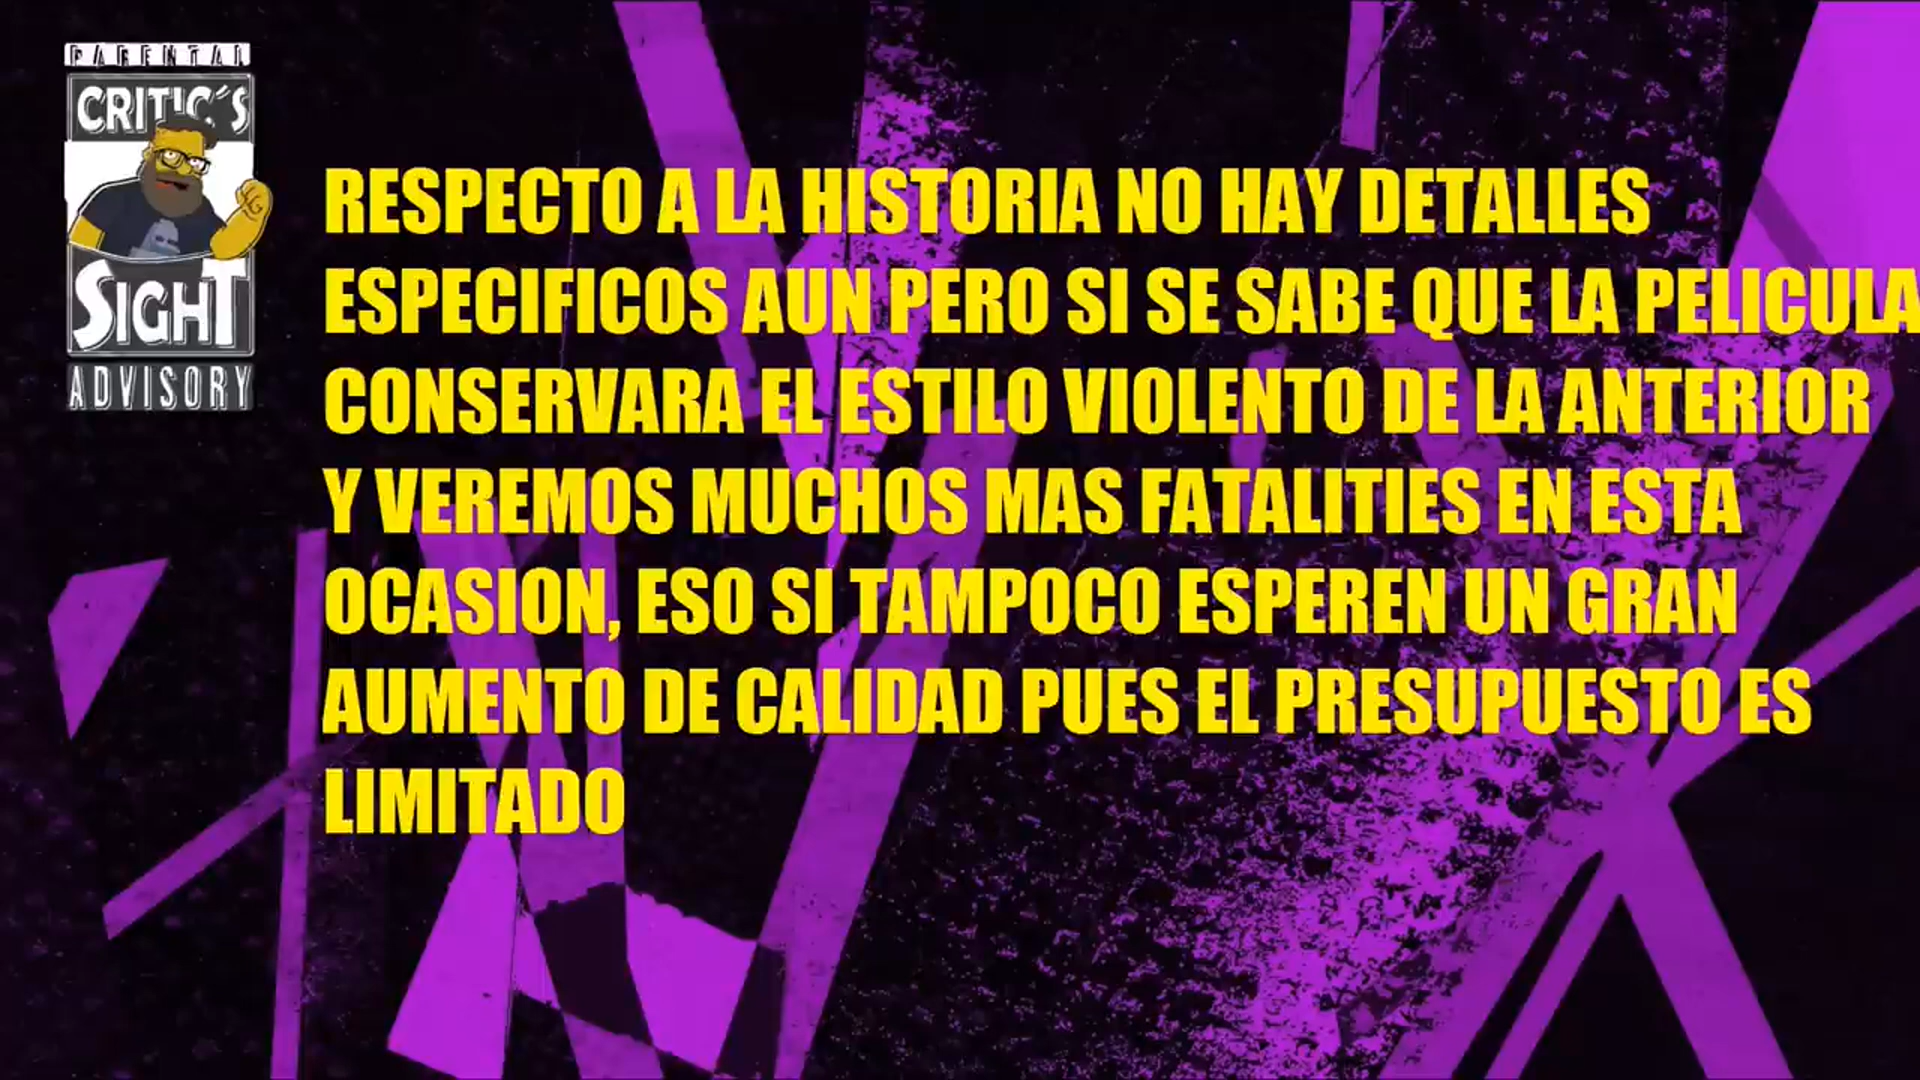 PARENTAL
CRITIC'S
SIGHT
ADVISORY
RESPECTO A LA HISTORIA NO HAY DETALLES
ESPECIFICOS AUN PERO SI SE SABE QUE LA PELICULA
CONSERVARA EL ESTILO VIOLENTO DE LA ANTERIOR
Y VEREMOS MUCHOS MAS FATALITIES EN ESTA
OCASION, ESO SI TAMPOCO ESPEREN UN GRAN
AUMENTO DE CALIDAD PUES EL PRESUPUESTO ES
LIMITADO